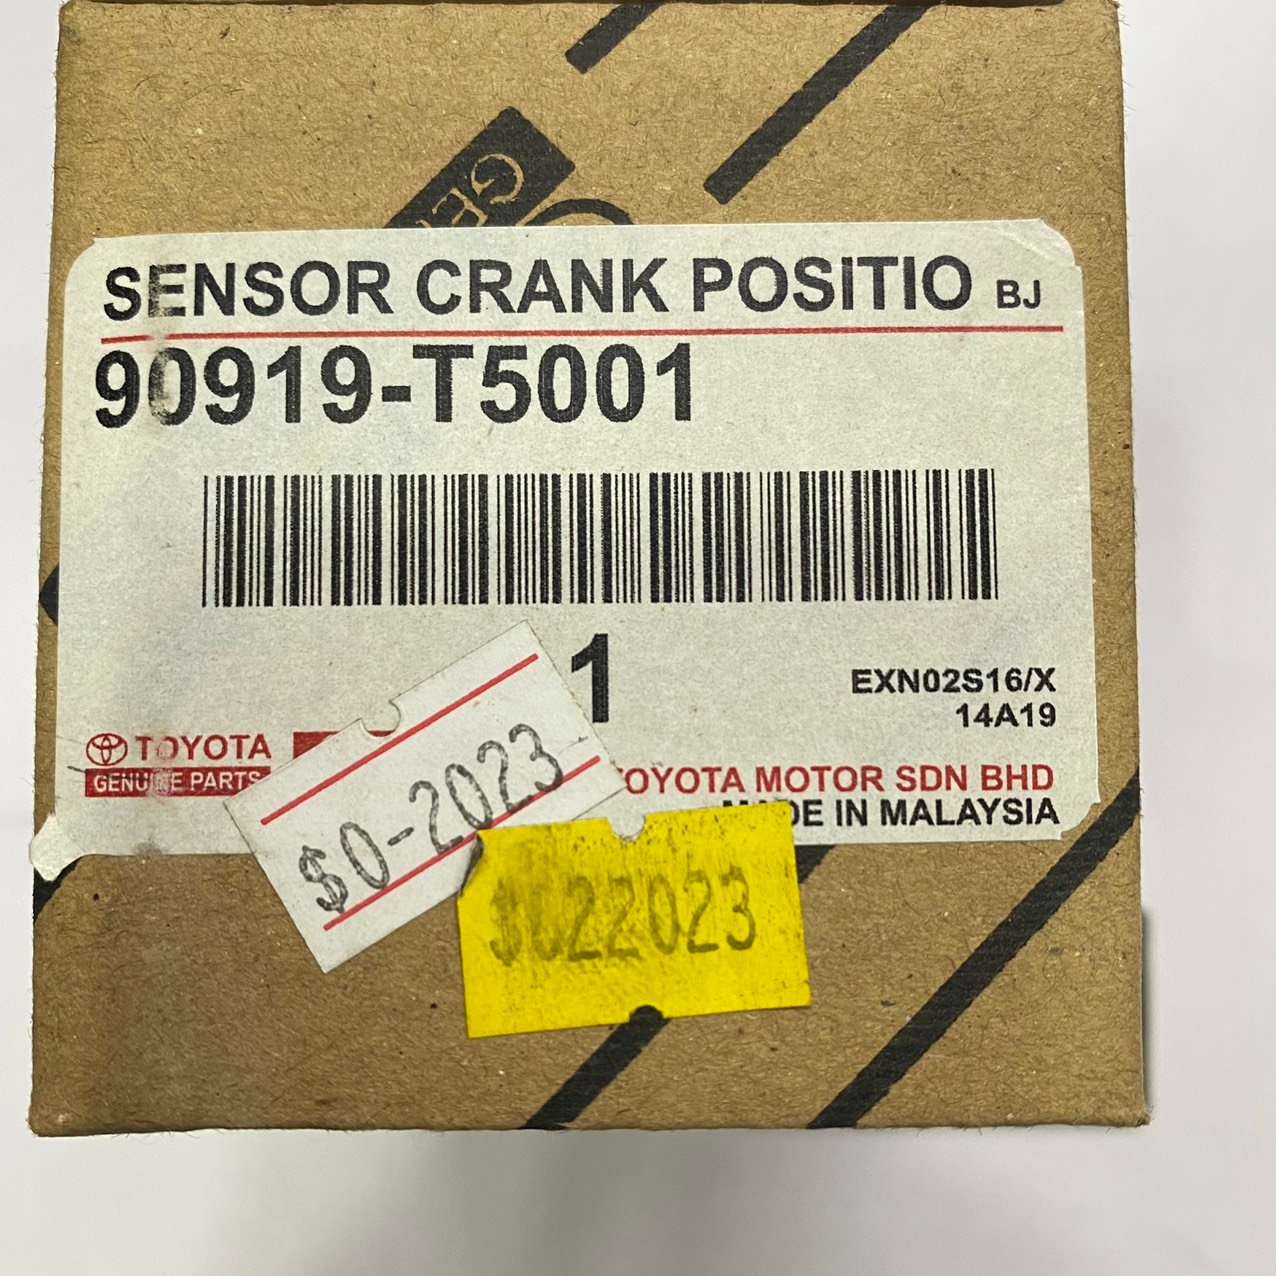 SENSOR CRANK POSITIO BJ
90919-T5001
1
EXN02S16/X
14A19
TOYOTA
GENUINE PARTS
TOYOTA MOTOR SDN BHD
MADE IN MALAYSIA
$0-2023